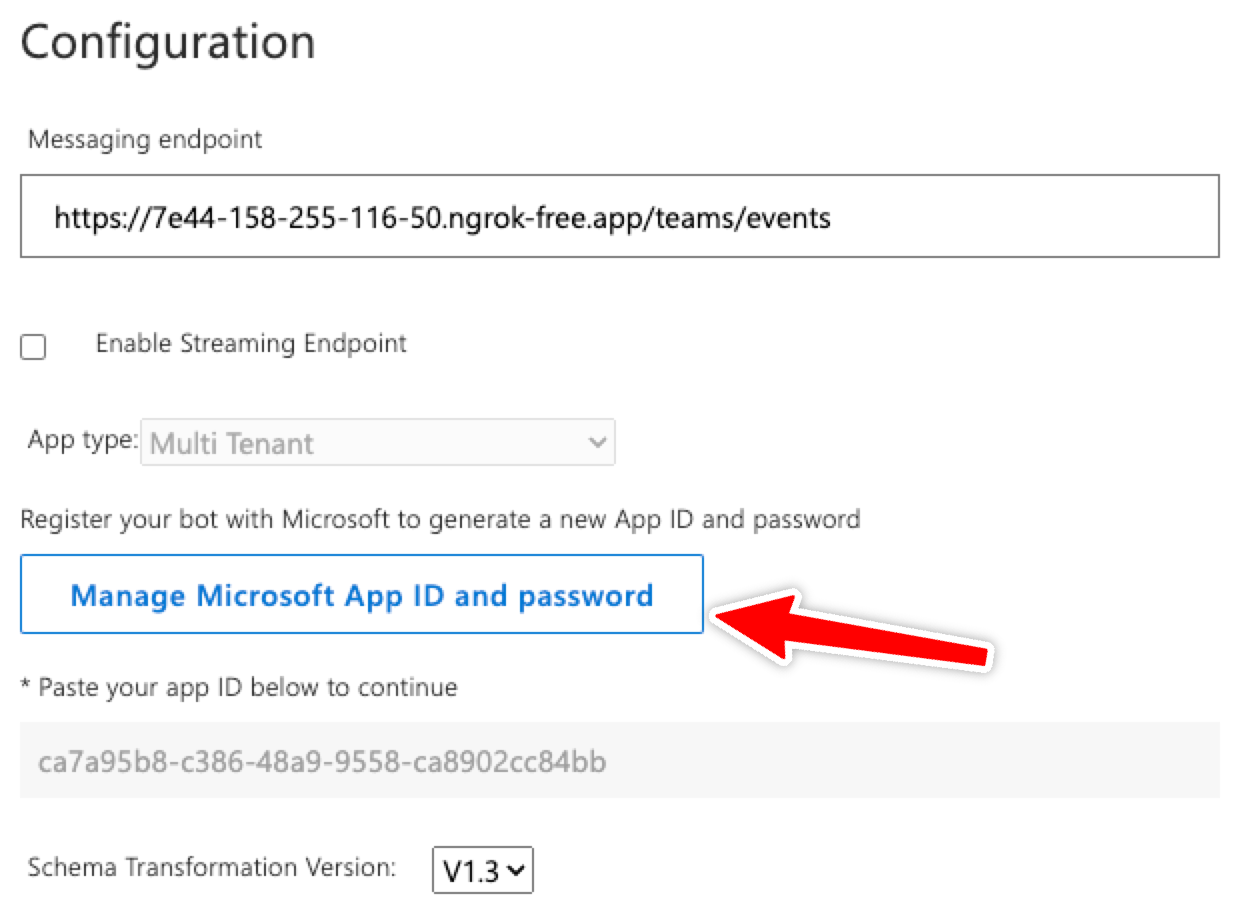 Configuration
Messaging endpoint
https://7e44-158-255-116-50.ngrok-free.app/teams/events
Enable Streaming Endpoint
App type: Multi Tenant
Register your bot with Microsoft to generate a new App ID and password
Manage Microsoft App ID and password
* Paste your app ID below to continue
ca7a95b8-c386-48a9-9558-ca8902cc84bb
Schema Transformation Version: V1.3